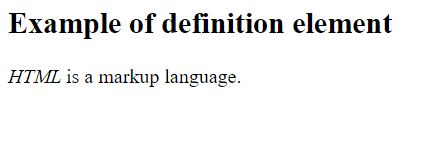 Example of definition element
HTML is a markup language.